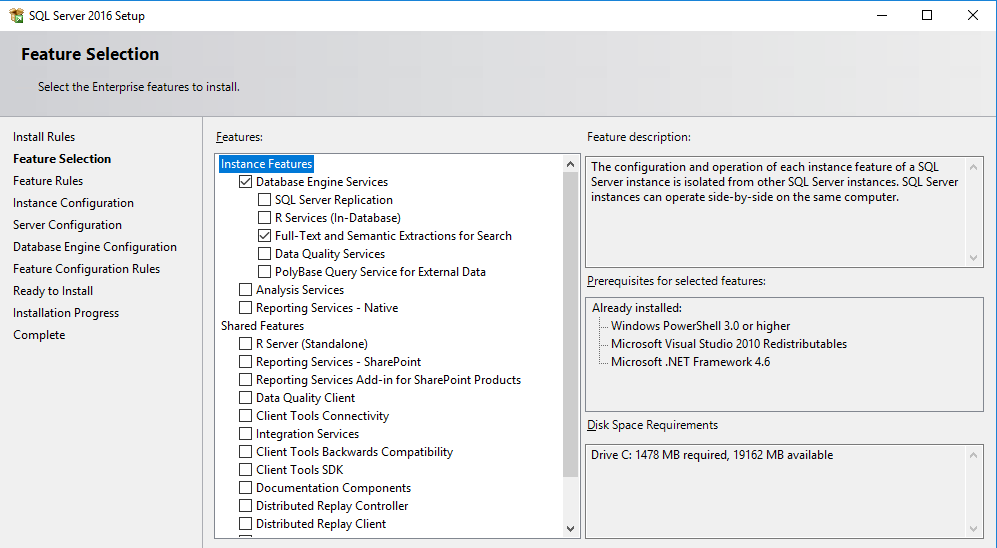 SQL Server 2016 Setup
Feature Selection
Select the Enterprise features to install.
Install Rules
Feature Selection
Feature Rules
Instance Configuration
Server Configuration
Database Engine Configuration
Feature Configuration Rules
Ready to Install
Installation Progress
Complete
Features:
Instance Features
Database Engine Services
SQL Server Replication
R Services (In-Database)
Full-Text and Semantic Extractions for Search
Data Quality Services
PolyBase Query Service for External Data
Analysis Services
Reporting Services - Native
Shared Features
R Server (Standalone)
Reporting Services - SharePoint
Reporting Services Add-in for SharePoint Products
Data Quality Client
Client Tools Connectivity
Integration Services
Client Tools Backwards Compatibility
Client Tools SDK
Documentation Components
Distributed Replay Controller
Distributed Replay Client
Feature description:
The configuration and operation of each instance feature of a SQL
Server instance is isolated from other SQL Server instances. SQL Server
instances can operate side-by-side on the same computer.
Prerequisites for selected features:
Already installed:
Windows PowerShell 3.0 or higher
Microsoft Visual Studio 2010 Redistributables
Microsoft .NET Framework 4.6
Disk Space Requirements
Drive C: 1478 MB required, 19162 MB available